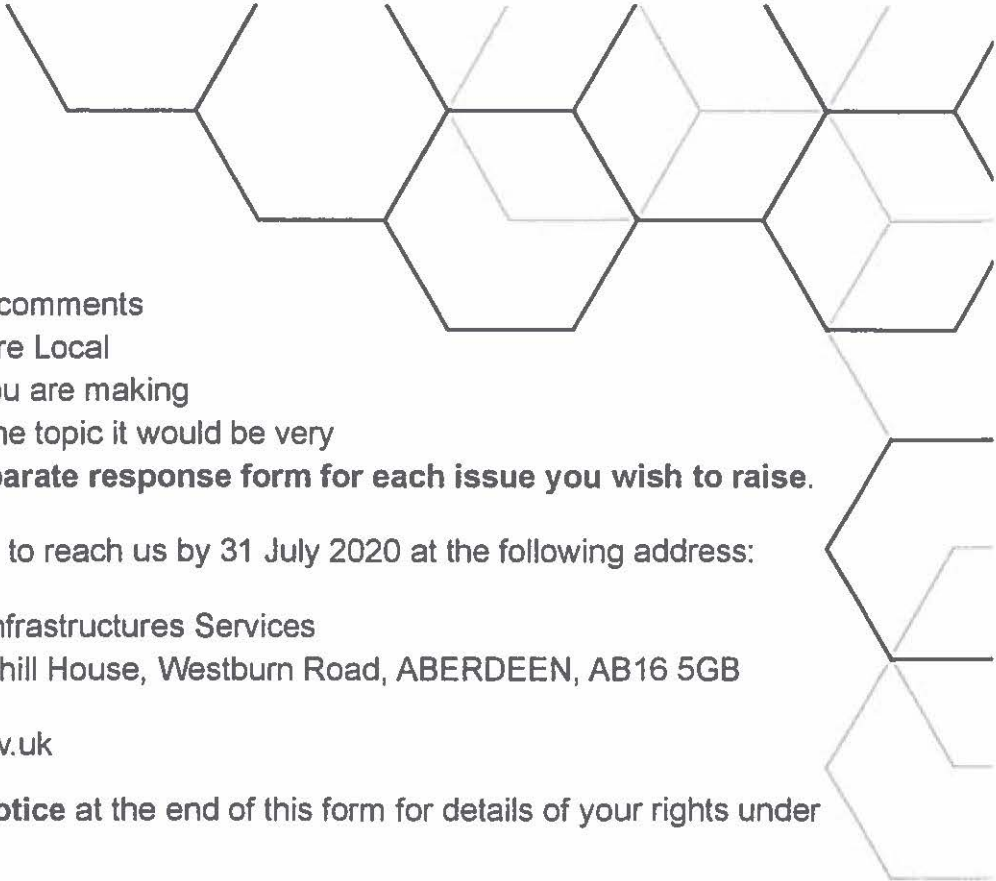 comments
re Local
ou are making
ne topic it would be very
parate response form for each issue you wish to raise.
to reach us by 31 July 2020 at the following address:
nfrastructures Services
hill House, Westburn Road, ABERDEEN, AB16 5GB
v.uk
otice at the end of this form for details of your rights under